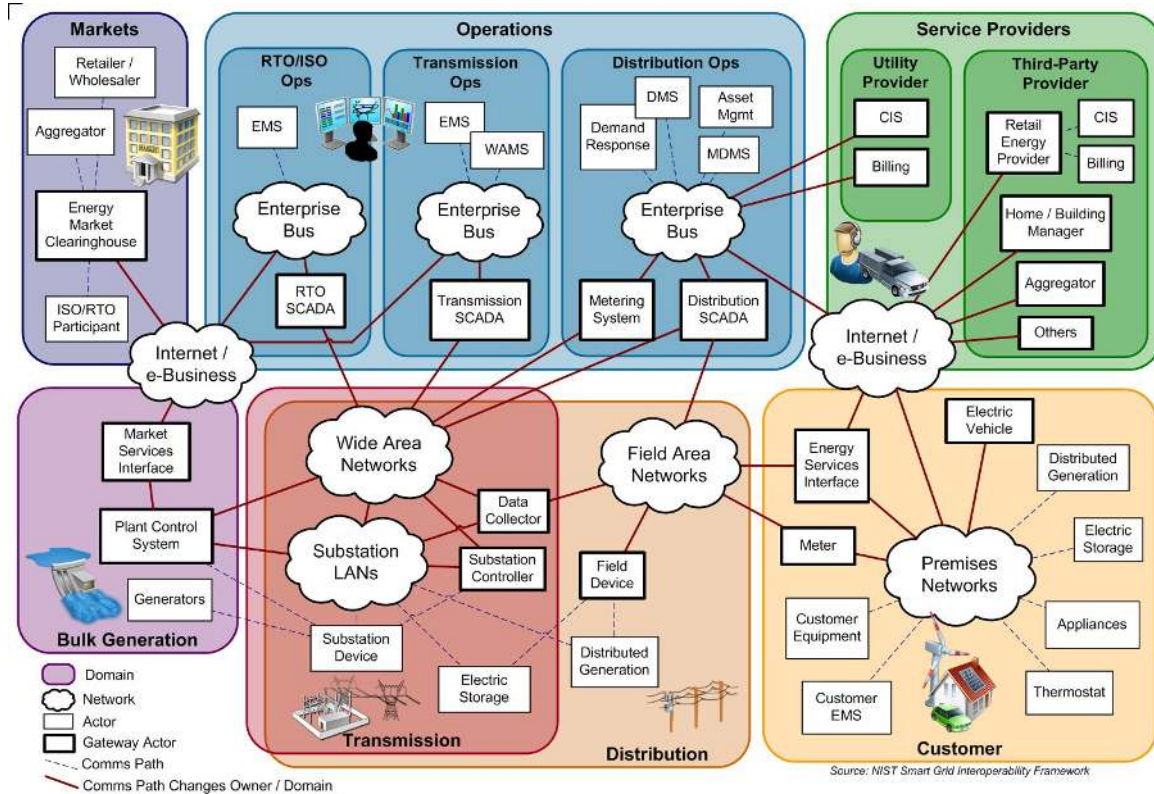 Markets
Retailer /
Wholesaler
Aggregator
MARKET
Energy
Market
Clearinghouse
ISO/RTO
Participant
Operations
RTO/ISO
Ops
EMS
Enterprise
Bus
RTO
SCADA
Transmission
Ops
EMS
WAMS
Enterprise
Bus
Transmission
SCADA
Distribution Ops
DMS
Asset
Mgmt
Demand
Response
MDMS
Enterprise
Bus
Metering
System
Distribution
SCADA
Service Providers
Utility
Provider
CIS
Billing
Third-Party
Provider
Retail
Energy
Provider
CIS
Billing
Home / Building
Manager
Aggregator
Others
Internet /
e-Business
Internet /
e-Business
Market
Services
Interface
Plant Control
System
Generators
Bulk Generation
Wide Area
Networks
Substation
LANs
Data
Collector
Substation
Controller
Substation
Device
Electric
Storage
Transmission
Field Area
Networks
Field
Device
Distributed
Generation
Distribution
Energy
Services
Interface
Electric
Vehicle
Distributed
Generation
Meter
Premises
Networks
Electric
Storage
Customer
Equipment
Appliances
Customer
EMS
Thermostat
Customer
Source: NIST Smart Grid Interoperability Framework
Domain
Network
Actor
Gateway Actor
Comms Path
Comms Path Changes Owner / Domain